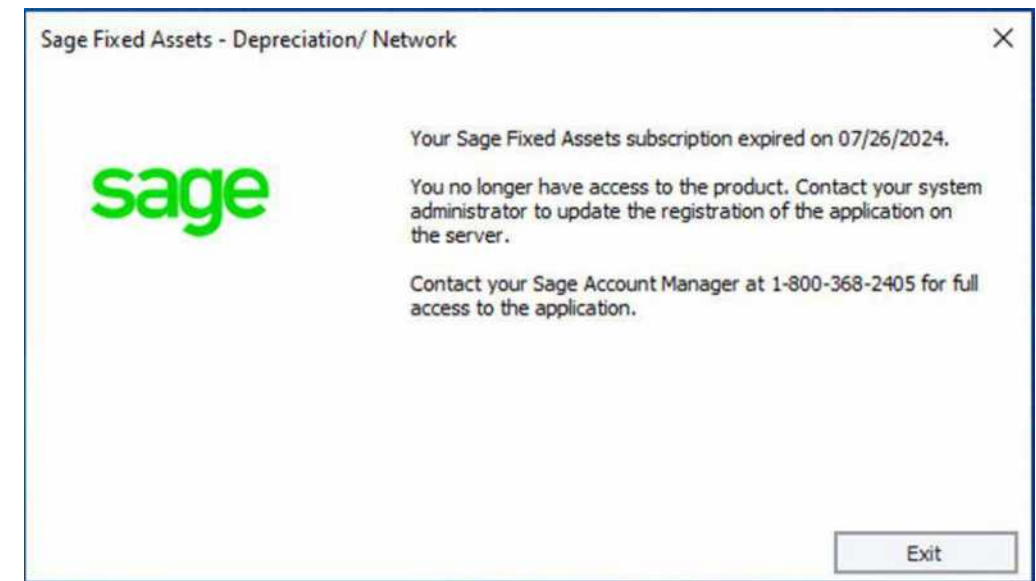 Sage Fixed Assets - Depreciation/ Network
sage
Your Sage Fixed Assets subscription expired on 07/26/2024.
You no longer have access to the product. Contact your system
administrator to update the registration of the application on
the server.
Contact your Sage Account Manager at 1-800-368-2405 for full
access to the application.
Exit